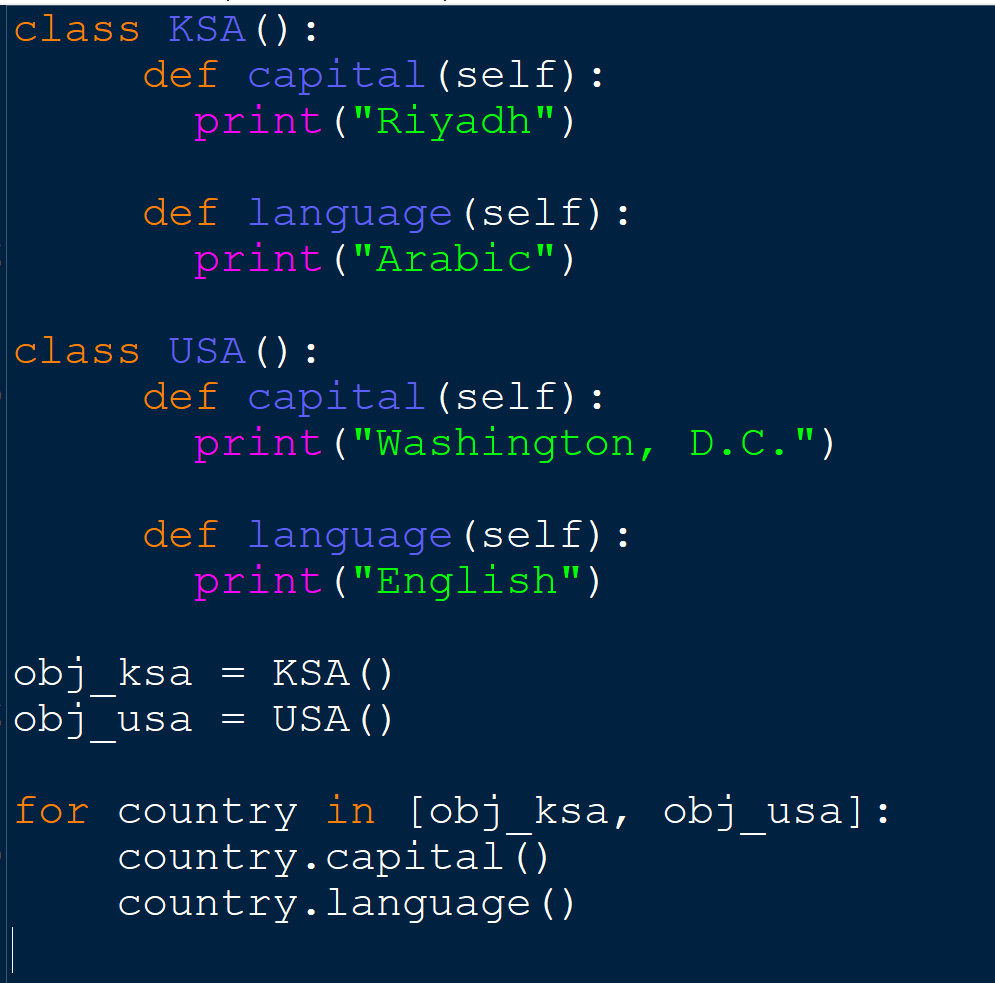 class KSA():
     def capital(self):
       print("Riyadh")

     def language(self):
       print("Arabic")

class USA():
     def capital(self):
       print("Washington, D.C.")

     def language(self):
       print("English")

obj_ksa = KSA()
obj_usa = USA()

for country in [obj_ksa, obj_usa]:
    country.capital()
    country.language()